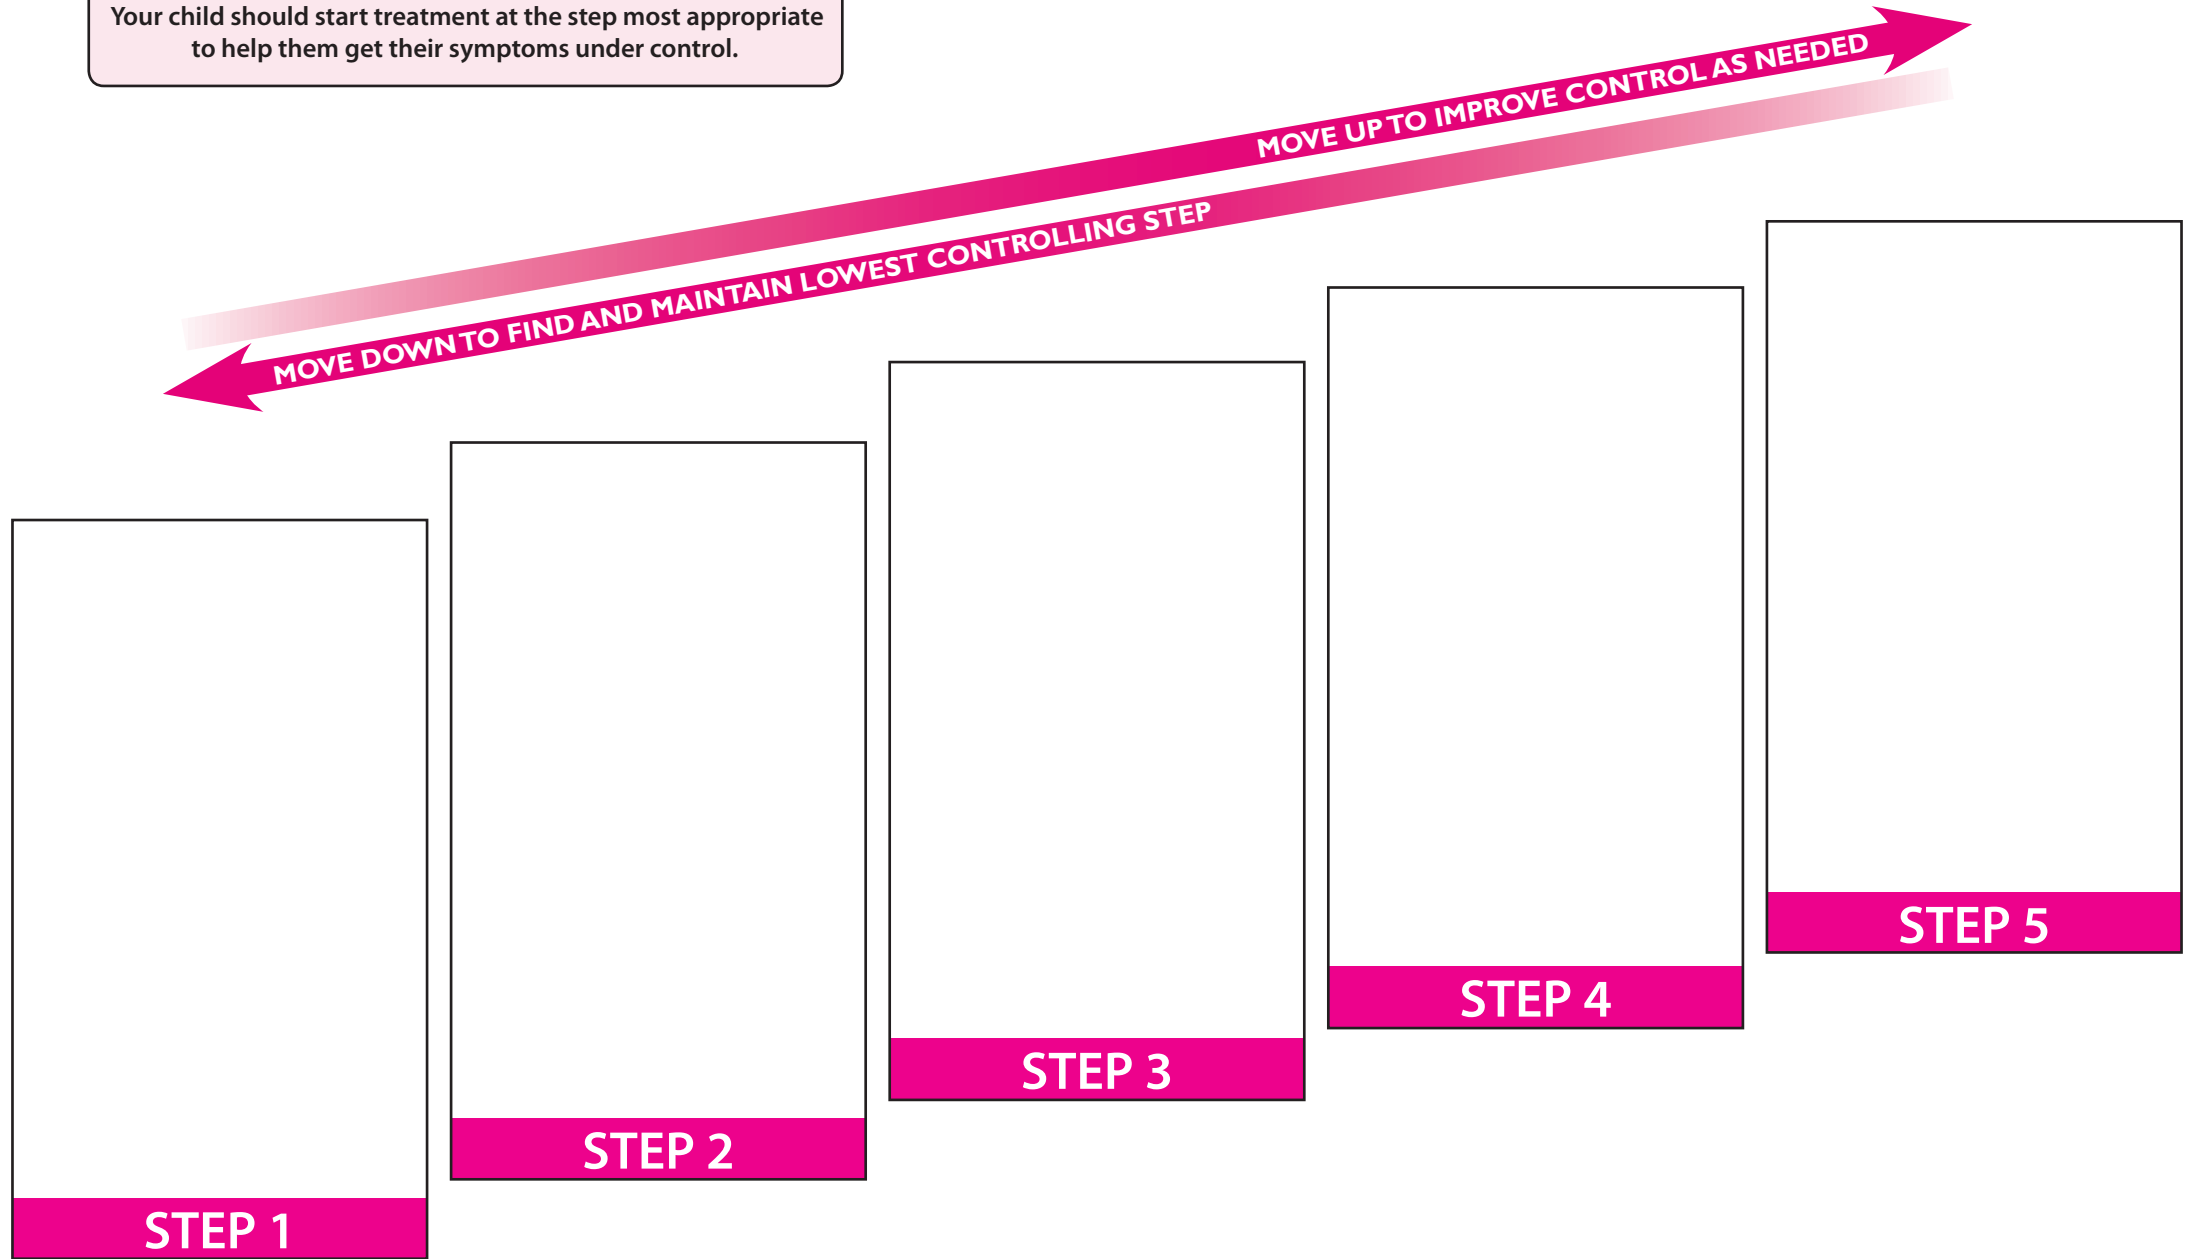 Your child should start treatment at the step most appropriate
to help them get their symptoms under control.
MOVE UP TO IMPROVE CONTROL AS NEEDED
MOVE DOWN TO FIND AND MAINTAIN LOWEST CONTROLLING STEP
STEP 1
STEP 2
STEP 3
STEP 4
STEP 5